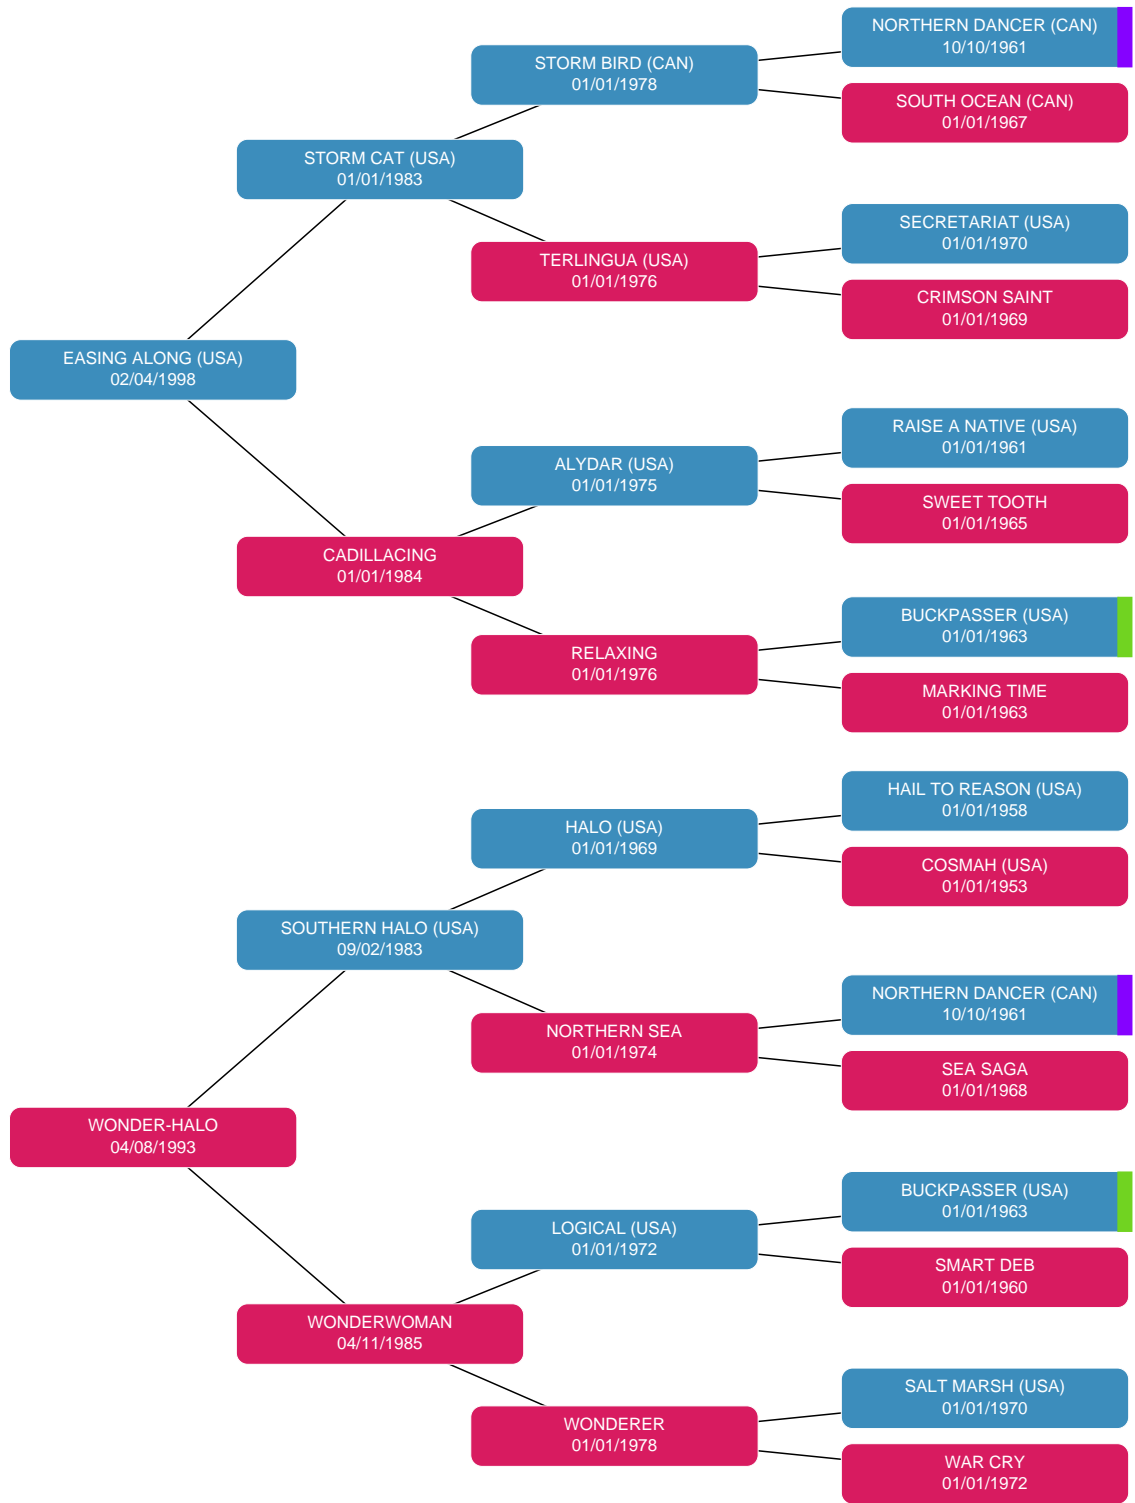 NORTHERN DANCER (CAN)
10/10/1961
STORM BIRD (CAN)
01/01/1978
SOUTH OCEAN (CAN)
01/01/1967
STORM CAT (USA)
01/01/1983
SECRETARIAT (USA)
01/01/1970
TERLINGUA (USA)
01/01/1976
CRIMSON SAINT
01/01/1969
EASING ALONG (USA)
02/04/1998
RAISE A NATIVE (USA)
01/01/1961
ALYDAR (USA)
01/01/1975
SWEET TOOTH
01/01/1965
CADILLACING
01/01/1984
BUCKPASSER (USA)
01/01/1963
RELAXING
01/01/1976
MARKING TIME
01/01/1963
HAIL TO REASON (USA)
01/01/1958
HALO (USA)
01/01/1969
COSMAH (USA)
01/01/1953
SOUTHERN HALO (USA)
09/02/1983
NORTHERN DANCER (CAN)
10/10/1961
NORTHERN SEA
01/01/1974
SEA SAGA
01/01/1968
WONDER-HALO
04/08/1993
BUCKPASSER (USA)
01/01/1963
LOGICAL (USA)
01/01/1972
SMART DEB
01/01/1960
WONDERWOMAN
04/11/1985
SALT MARSH (USA)
01/01/1970
WONDERER
01/01/1978
WAR CRY
01/01/1972